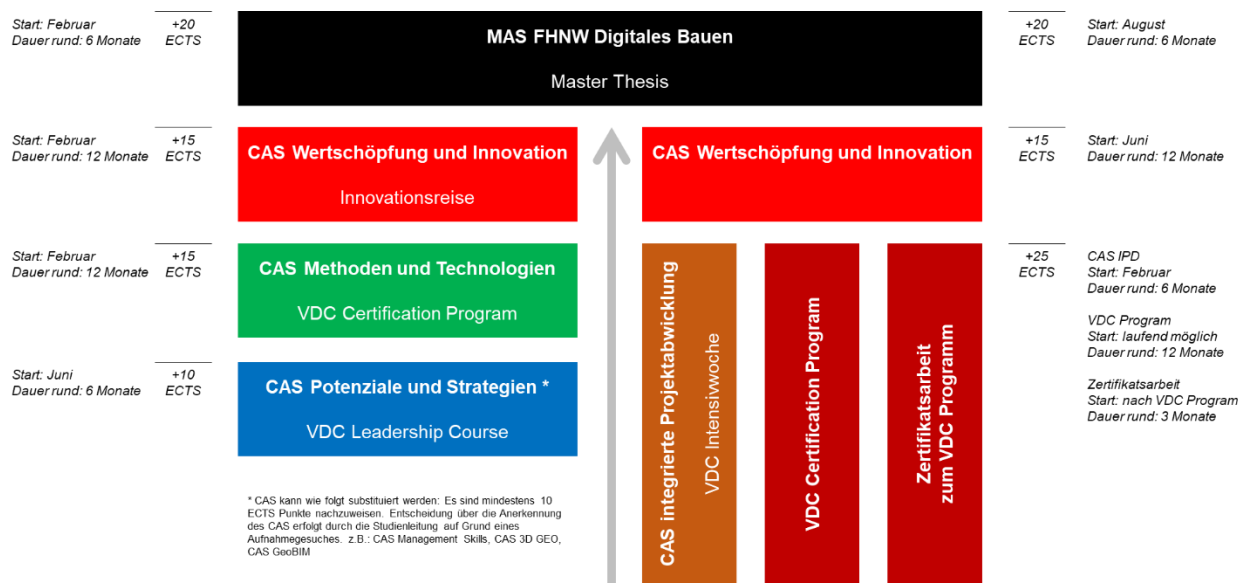 Start: Februar
Dauer rund: 6 Monate
+20
ECTS
MAS FHNW Digitales Bauen
Master Thesis
+20
ECTS
Start: August
Dauer rund: 6 Monate
Start: Februar
Dauer rund: 12 Monate
+15
ECTS
CAS Wertschöpfung und Innovation
Innovationsreise
CAS Wertschöpfung und Innovation
+15
ECTS
Start: Juni
Dauer rund: 12 Monate
Start: Februar
Dauer rund: 12 Monate
+15
ECTS
CAS Methoden und Technologien
VDC Certification Program
Start: Juni
Dauer rund: 6 Monate
+10
ECTS
CAS Potenziale und Strategien *
VDC Leadership Course
* CAS kann wie folgt substituiert werden: Es sind mindestens 10
ECTS Punkte nachzuweisen. Entscheidung über die Anerkennung
des CAS erfolgt durch die Studienleitung auf Grund eines
Aufnahmegesuches. z.B.: CAS Management Skills, CAS 3D GEO,
CAS GeoBIM
CAS integrierte Projektabwicklung
VDC Intensivwoche
VDC Certification Program
Zertifikatsarbeit
zum VDC Programm
+25
ECTS
CAS IPD
Start: Februar
Dauer rund: 6 Monate
VDC Program
Start: laufend möglich
Dauer rund: 12 Monate
Zertifikatsarbeit
Start: nach VDC Program
Dauer rund: 3 Monate